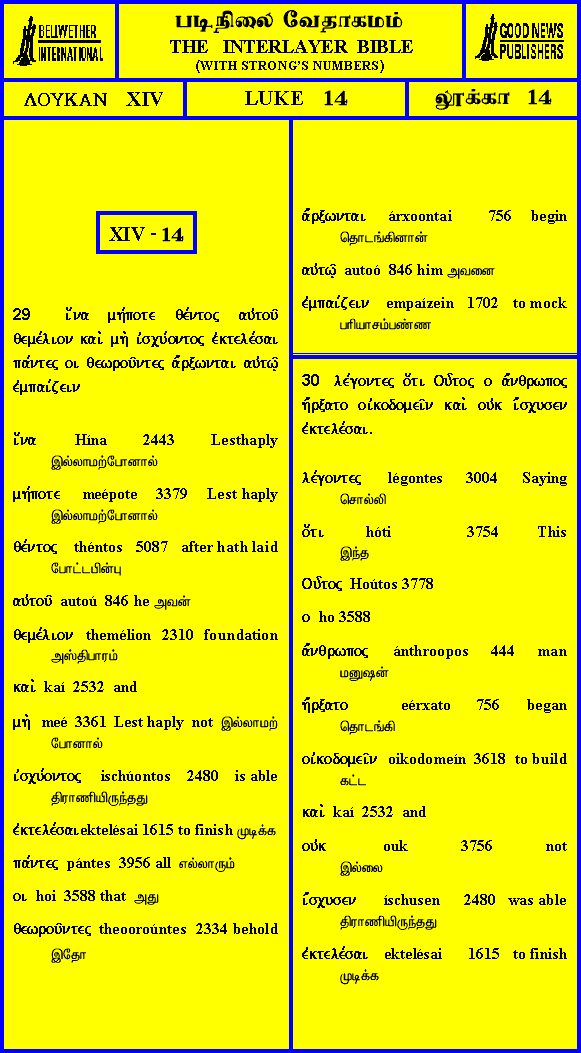 BELLWETHER
INTERNATIONAL
படிநிலை வேதாகமம்
THE INTERLAYER BIBLE
(WITH STRONG'S NUMBERS)
GOOD NEWS
PUBLISHERS
ΛΟΥΚΑΝ XIV
LUKE 14
லூக்கா 14
XIV - 14
29 ἵνα μήποτε θέντος αὐτοῦ
θεμέλιον καὶ μὴ ἰσχύοντος ἐκτελέσαι
πάντες οι θεωροῦντες ἄρξωνται αὐτῷ
ἐμπαίζειν
ἵνα Hína 2443 Lesthaply
இல்லாமற்போனால்
μήποτε meépote 3379 Lest haply
இல்லாமற்போனால்
θέντος théntos 5087 after hath laid
போட்டபின்பு
αὐτοῦ autoú 846 he அவன்
θεμέλιον themélion 2310 foundation
அஸ்திபாரம்
καὶ kaí 2532 and
μὴ meé 3361 Lest haply not இல்லாமற்
போனால்
ἰσχύοντος ischúontos 2480 is able
திராணியிருந்தது
ἐκτελέσαι ektelésai 1615 to finish முடிக்க
πάντες pántes 3956 all எல்லாரும்
οι hoi 3588 that அது
θεωροῦντες theooroúntes 2334 behold
இதோ
ἄρξωνται árxoontai 756 begin
தொடங்கினான்
αὐτῷ autoó 846 him அவனை
ἐμπαίζειν empaízein 1702 to mock
பரியாசம்பண்ண
30 λέγοντες ὅτι Οὗτος ο ἄνθρωπος
ἤρξατο οἰκοδομεῖν καὶ οὐκ ἴσχυσεν
ἐκτελέσαι.
λέγοντες légontes 3004 Saying
சொல்லி
ὅτι hóti 3754 This
இந்த
Οὗτος Hoútos 3778
ο ho 3588
ἄνθρωπος ánthroopos 444 man
மனுஷன்
ἤρξατο eérxato 756 began
தொடங்கி
οἰκοδομεῖν oikodomeín 3618 to build
கட்ட
καὶ kaí 2532 and
οὐκ ouk 3756 not
இல்லை
ἴσχυσεν íschusen 2480 was able
திராணியிருந்தது
ἐκτελέσαι ektelésai 1615 to finish
முடிக்க